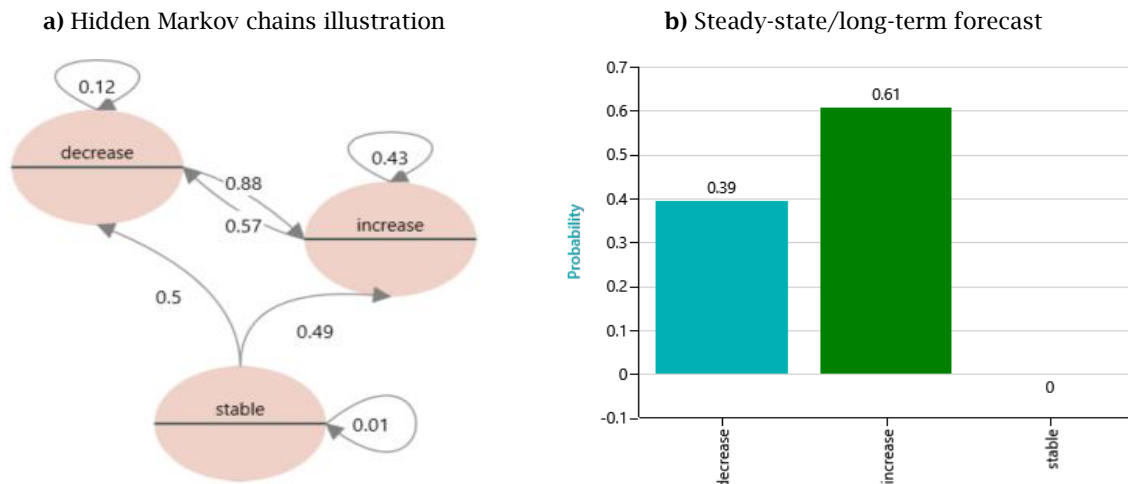 a) Hidden Markov chains illustration
0.12
decrease
0.43
0.88
0.57
increase
0.5
0.49
stable
0.01
b) Steady-state/long-term forecast
0.7
0.6
0.5
0.4
0.3
0.2
0.1
0
-0.1
Probability
0.39
0.61
0
decrease
increase
stable